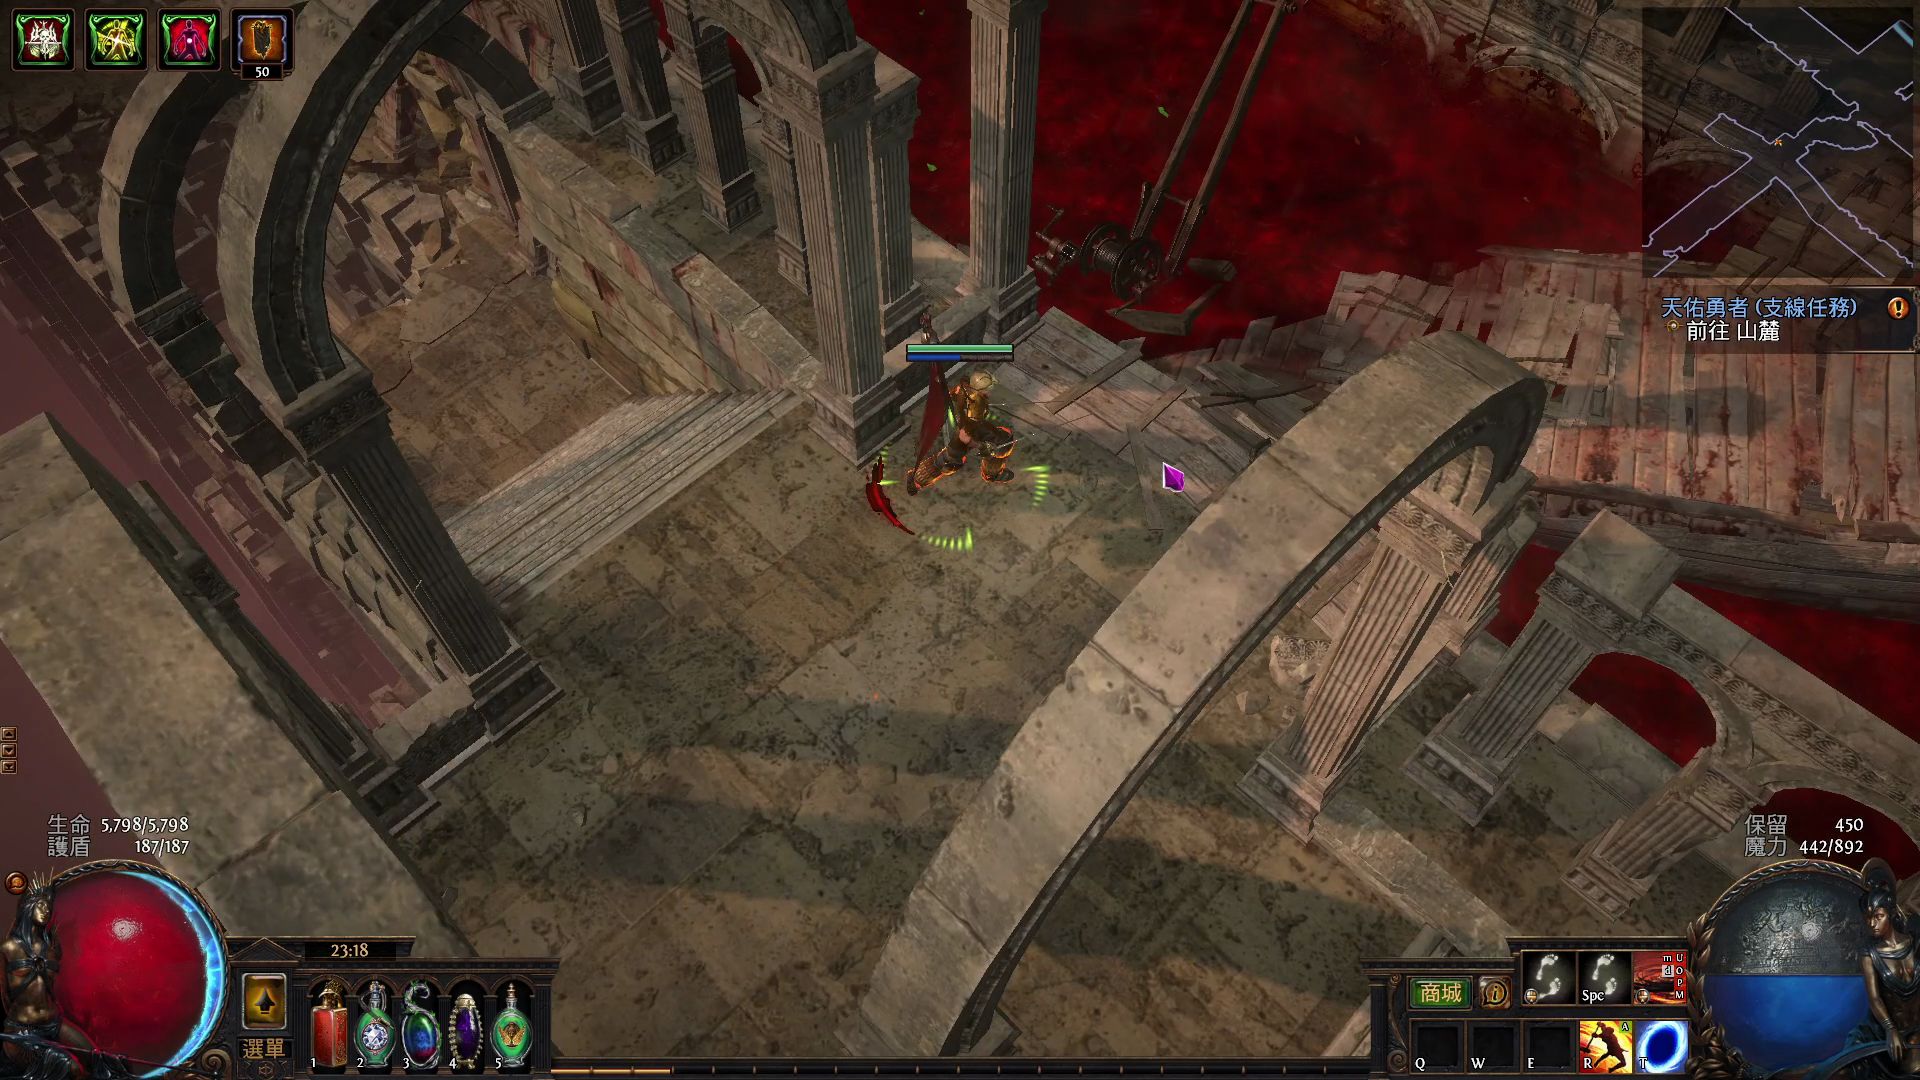 50
天佑勇者 (支線任務)
前往 山麓
生命 5,798/5,798
護盾 187/187
保留 450
魔力 442/892
23:18
選單
1 2 3 4 5
商城
Spc
m U
d O
P
M
Q W E R T
A